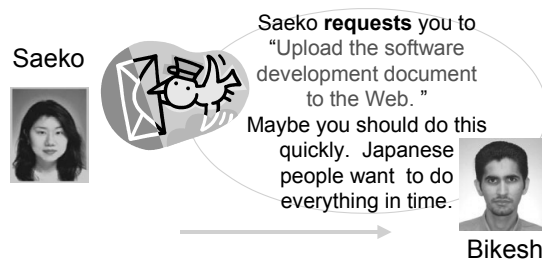 Saeko
Saeko requests you to
“Upload the software
development document
to the Web. ”
Maybe you should do this
quickly. Japanese
people want to do
everything in time.
Bikesh